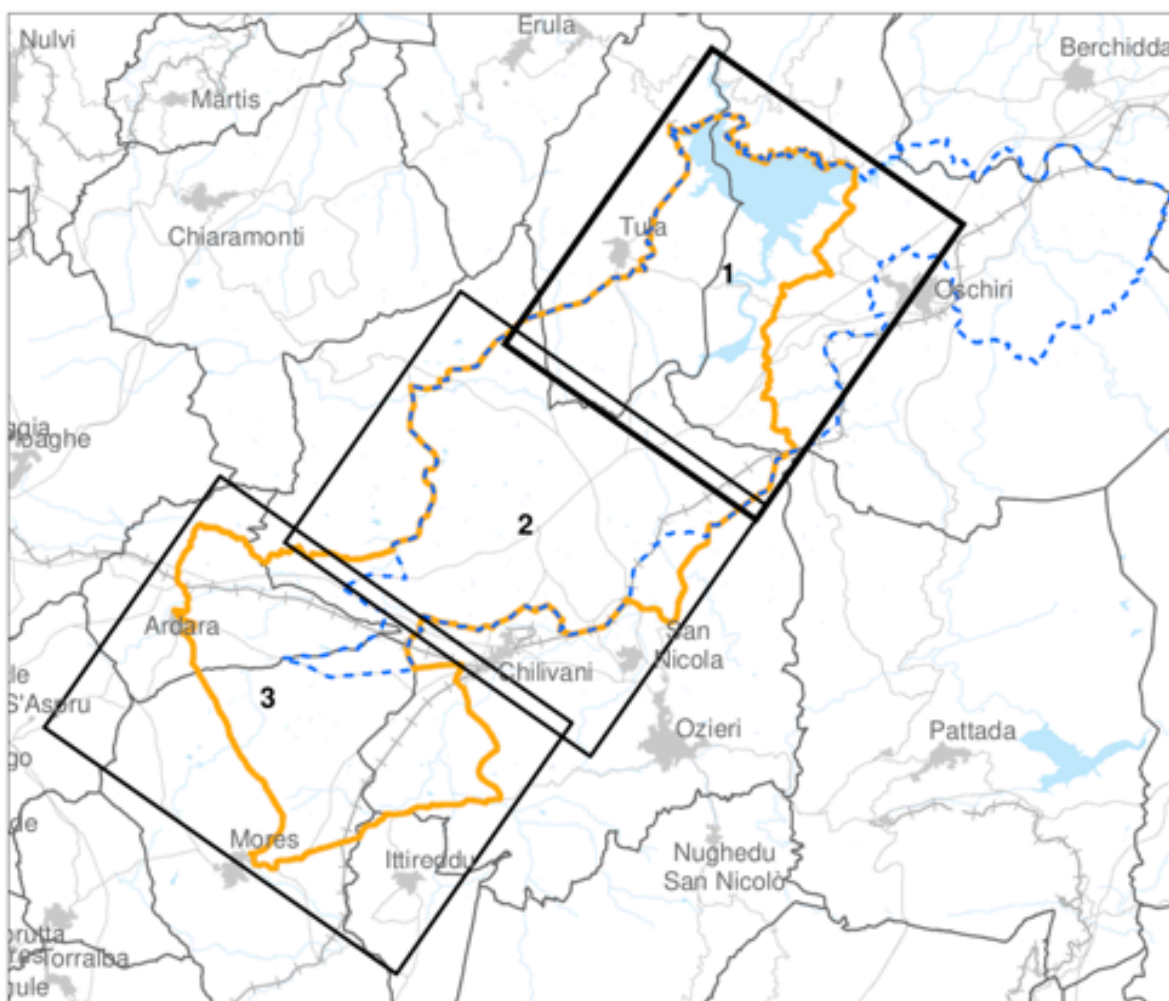 Nulvi
Erula
Berchidda
Martis
Chiaramonti
Tula
1
Oschiri
2
Ardara
San
Nicola
Chilivani
3
S'Aspru
Ozieri
Pattada
Mores
Ittireddu
Nughedu
San Nicolò
Torralba